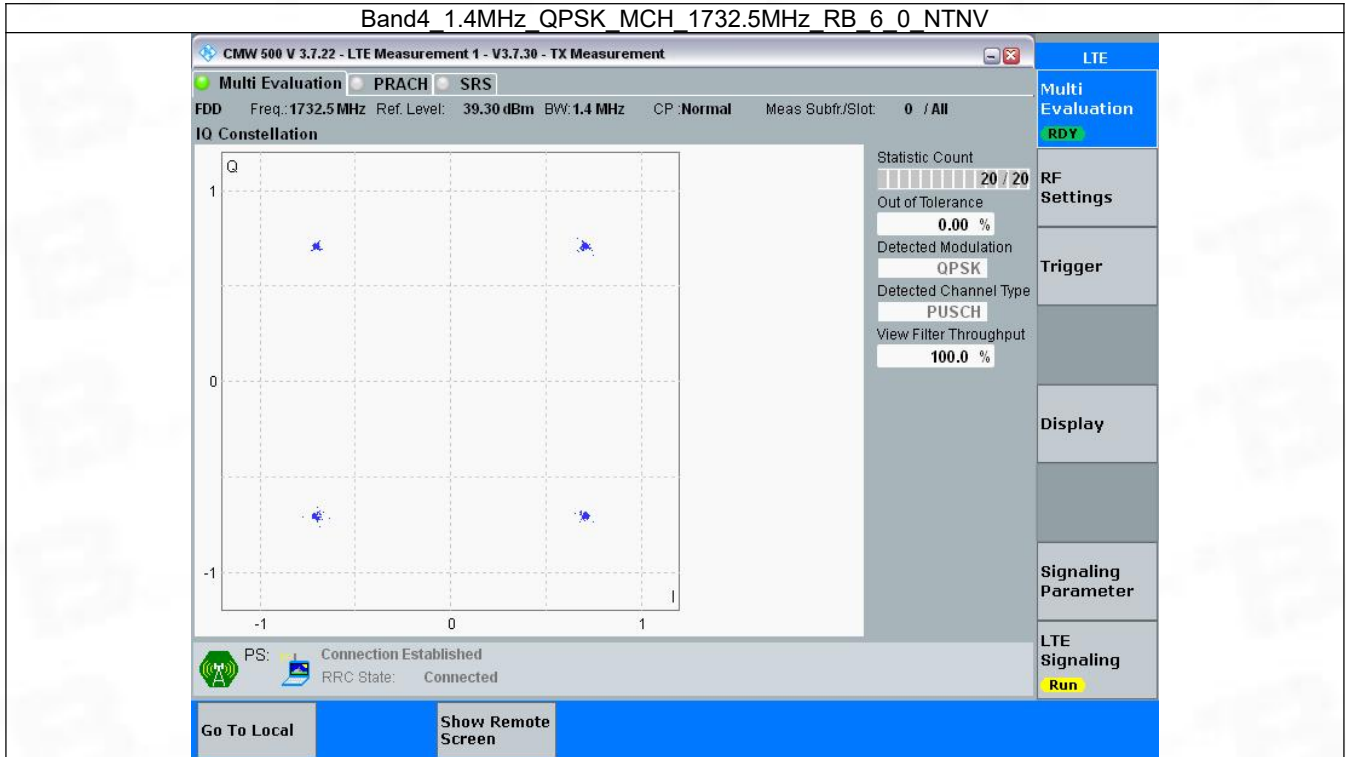 Band4_1.4MHz_QPSK_MCH_1732.5MHz_RB_6_0_NTNV
CMW 500 V 3.7.22 - LTE Measurement 1 - V3.7.30 - TX Measurement
LTE
Multi Evaluation PRACH SRS
Multi
Evaluation
RDY
FDD Freq.: 1732.5 MHz Ref. Level: 39.30 dBm BW: 1.4 MHz CP : Normal Meas Subfr./Slot: 0 / All
IQ Constellation
Q
1
0
-1
I
-1 0 1
Statistic Count
20 / 20
Out of Tolerance
0.00 %
Detected Modulation
QPSK
Detected Channel Type
PUSCH
View Filter Throughput
100.0 %
RF
Settings
Trigger
Display
Signaling
Parameter
LTE
Signaling
Run
PS: Connection Established
RRC State: Connected
Go To Local
Show Remote
Screen